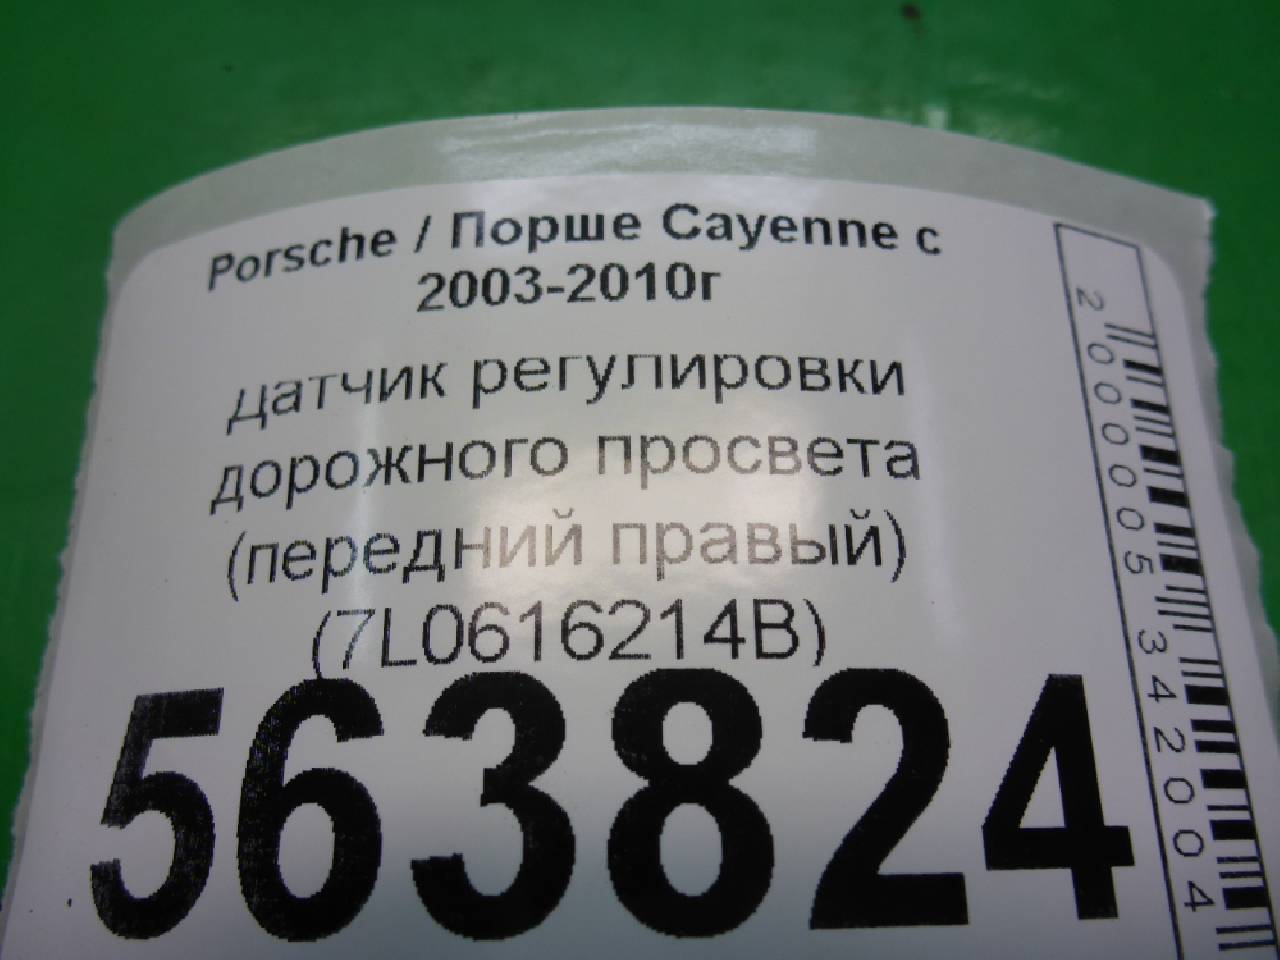 Porsche / Порше Cayenne с
2003-2010г
датчик регулировки
дорожного просвета
(передний правый)
(7L0616214B)
563824
2000005342004